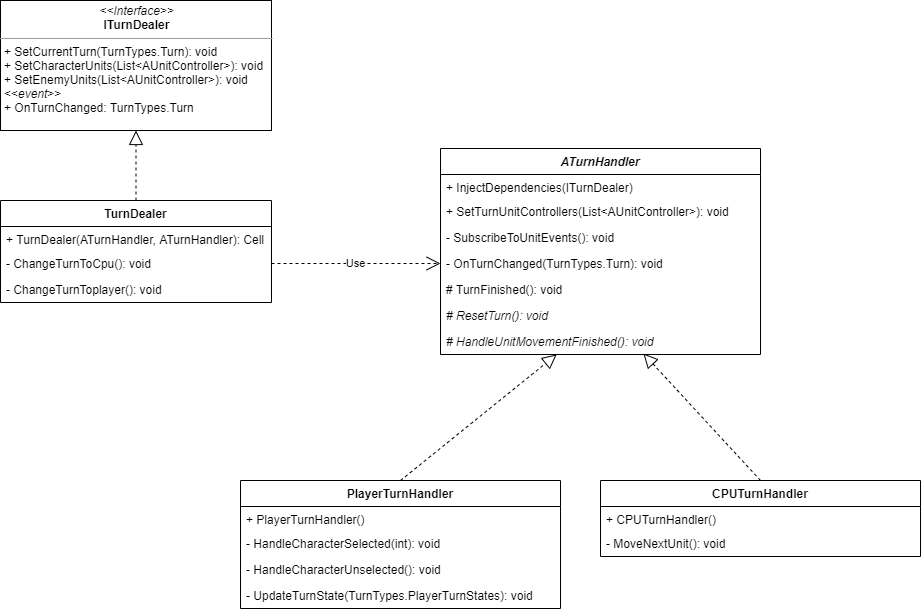 <<Interface>>
ITurnDealer
+ SetCurrentTurn(TurnTypes.Turn): void
+ SetCharacterUnits(List<AUnitController>): void
+ SetEnemyUnits(List<AUnitController>): void
<<event>>
+ OnTurnChanged: TurnTypes.Turn
TurnDealer
+ TurnDealer(ATurnHandler, ATurnHandler): Cell
- ChangeTurnToCpu(): void
- ChangeTurnToplayer(): void
Use
ATurnHandler
+ InjectDependencies(ITurnDealer)
+ SetTurnUnitControllers(List<AUnitController>): void
- SubscribeToUnitEvents(): void
- OnTurnChanged(TurnTypes.Turn): void
# TurnFinished(): void
# ResetTurn(): void
# HandleUnitMovementFinished(): void
PlayerTurnHandler
+ PlayerTurnHandler()
- HandleCharacterSelected(int): void
- HandleCharacterUnselected(): void
- UpdateTurnState(TurnTypes.PlayerTurnStates): void
CPUTurnHandler
+ CPUTurnHandler()
- MoveNextUnit(): void